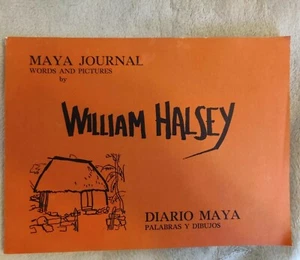 MAYA JOURNAL
WORDS AND PICTURES
by
WILLIAM HALSEY
DIARIO MAYA
PALABRAS Y DIBUJOS